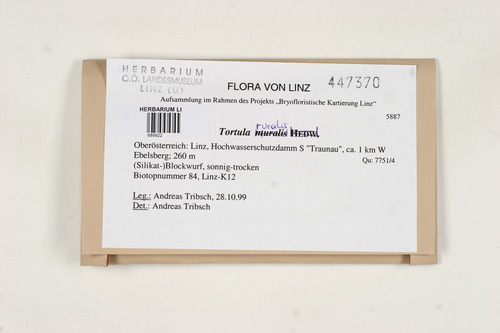 HERBARIUM
O.Ö. LANDESMUSEUM
LINZ (U)
FLORA VON LINZ
447370
Aufsammlung im Rahmen des Projekts „Bryofloristische Kartierung Linz“
HERBARIUM LI
689822
5887
ruralis
Tortula muralis HEDW.
Oberösterreich: Linz, Hochwasserschutzdamm S "Traunau", ca. 1 km W
Ebelsberg; 260 m
Qu: 7751/4
(Silikat-)Blockwurf, sonnig-trocken
Biotopnummer 84, Linz-K12
Leg.: Andreas Tribsch, 28.10.99
Det.: Andreas Tribsch